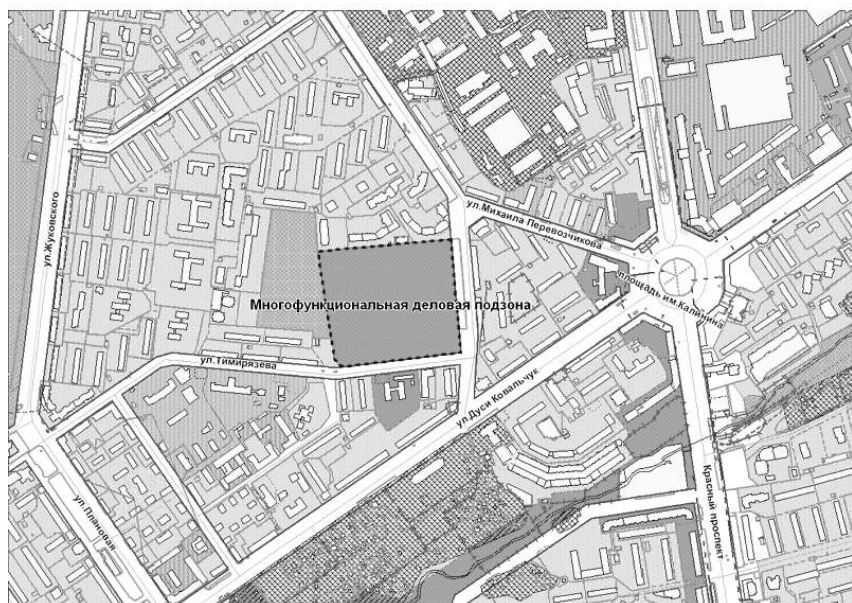 ул.Жуковского
ул.Михаила Перевозчикова
площадь им.Калинина
Многофункциональная деловая подзона
ул.Тимирязева
ул.Дуси Ковальчук
ул.Плановая
Красный проспект